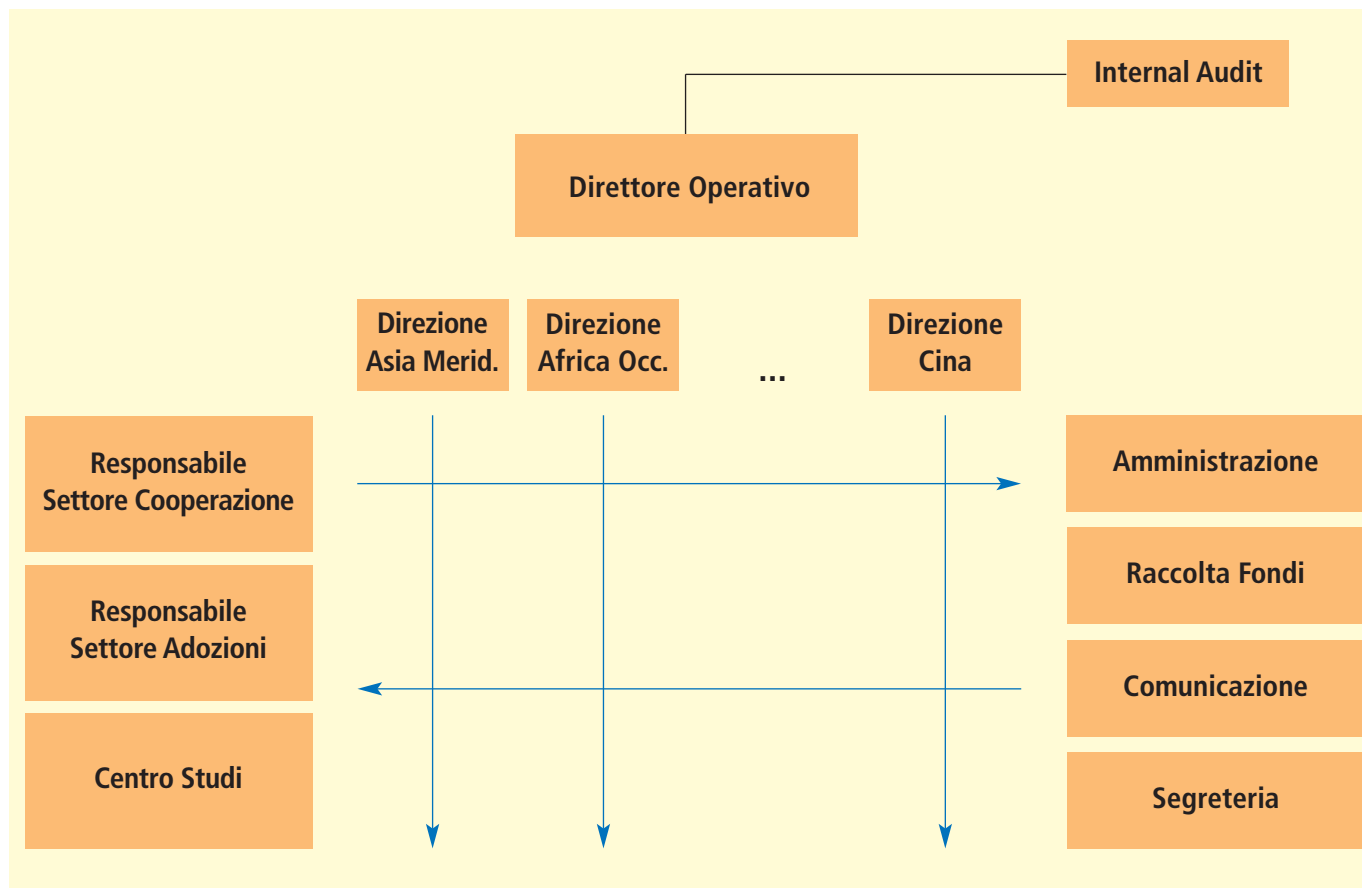 Internal Audit
Direttore Operativo
Direzione
Asia Merid.
Direzione
Africa Occ.
...
Direzione
Cina
Responsabile
Settore Cooperazione
Responsabile
Settore Adozioni
Centro Studi
Amministrazione
Raccolta Fondi
Comunicazione
Segreteria